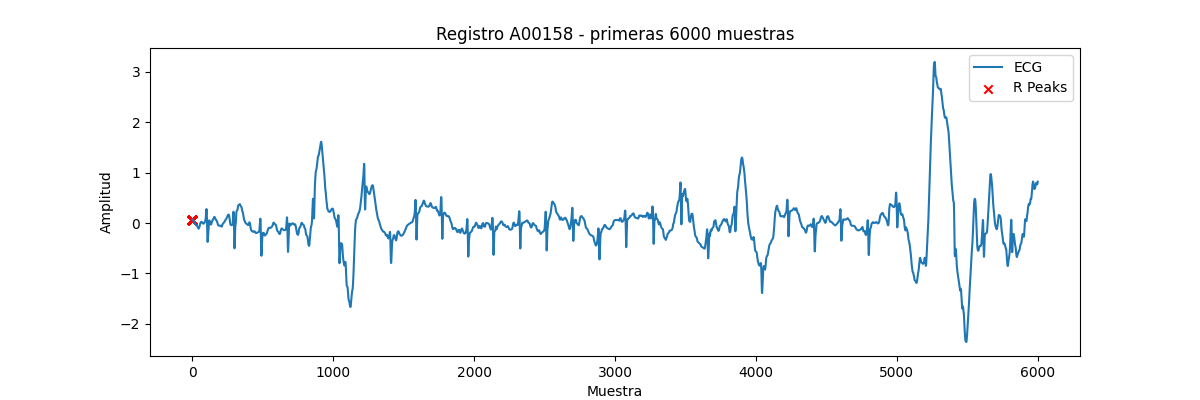 Registro A00158 - primeras 6000 muestras
ECG
R Peaks
Amplitud
3
2
1
0
−1
−2
0 1000 2000 3000 4000 5000 6000
Muestra